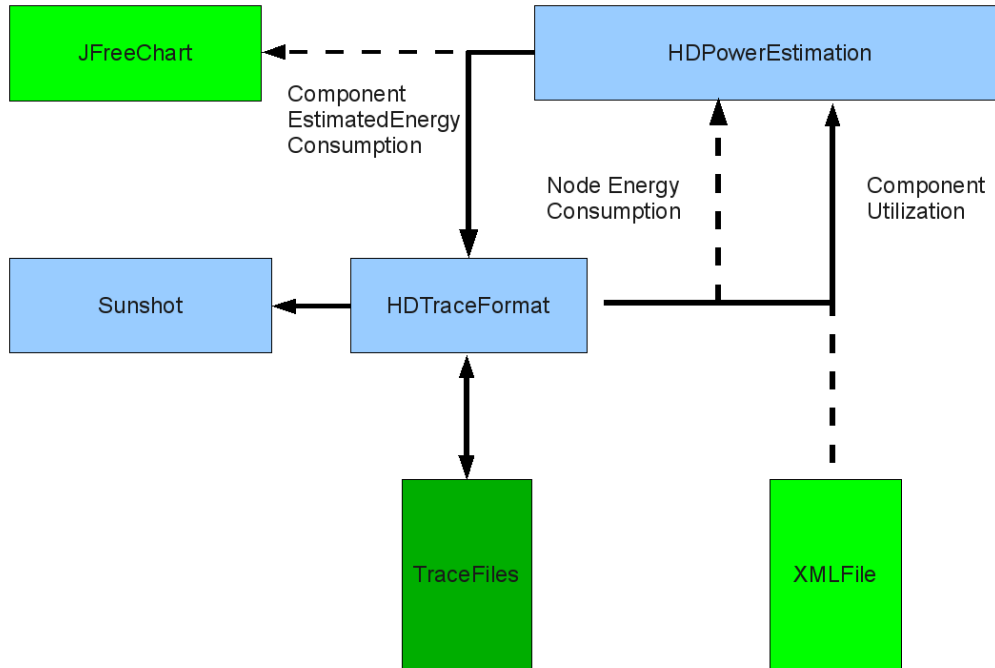 JFreeChart
HDPowerEstimation
Component
EstimatedEnergy
Consumption
Node Energy
Consumption
Component
Utilization
Sunshot
HDTraceFormat
TraceFiles
XMLFile